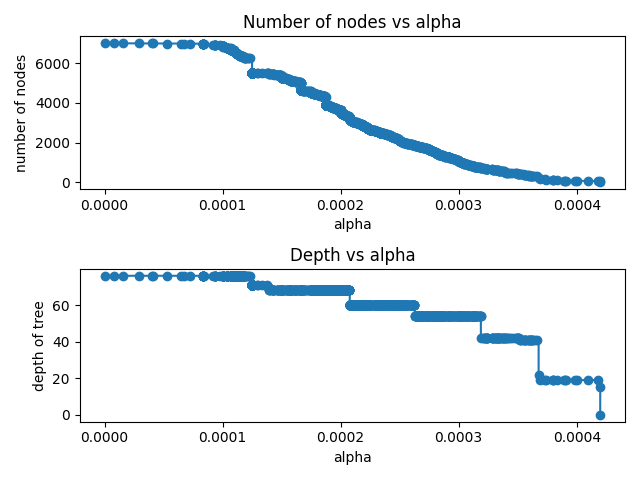 Number of nodes vs alpha
number of nodes
6000
4000
2000
0
0.0000 0.0001 0.0002 0.0003 0.0004
alpha
Depth vs alpha
depth of tree
60
40
20
0
0.0000 0.0001 0.0002 0.0003 0.0004
alpha